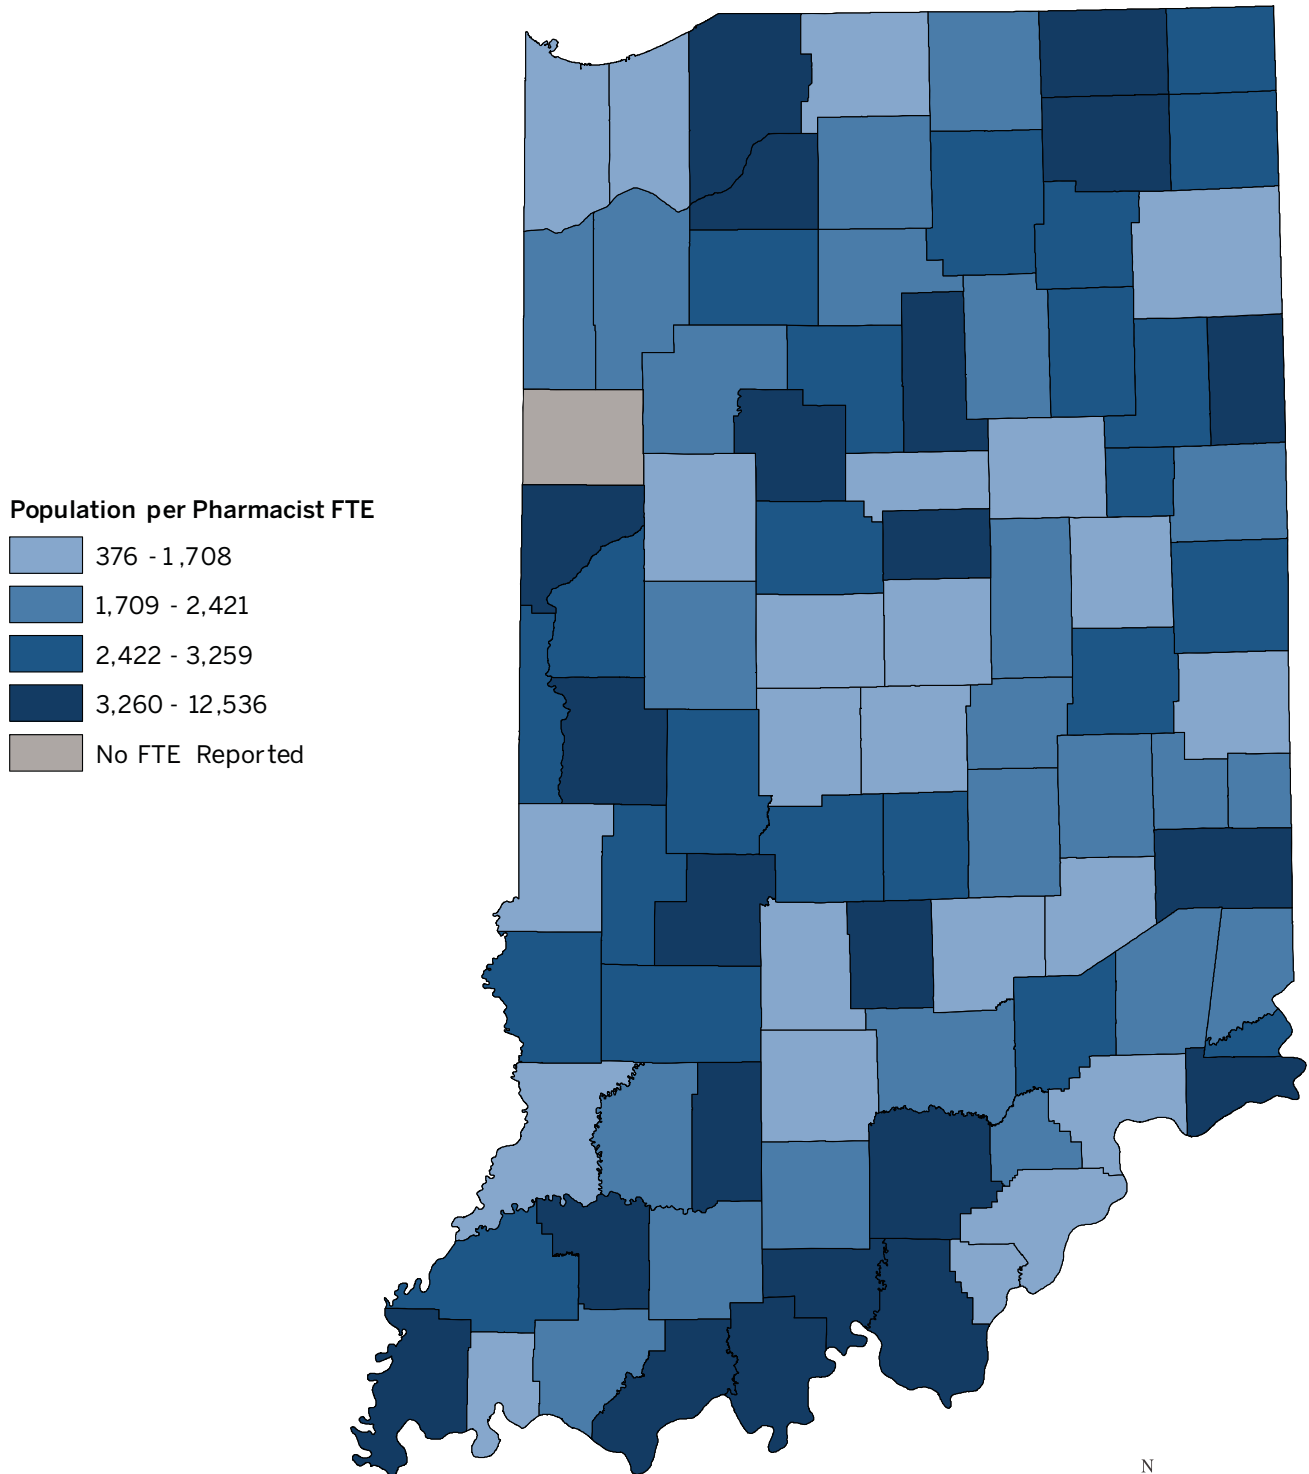 Population per Pharmacist FTE
376 - 1,708
1,709 - 2,421
2,422 - 3,259
3,260 - 12,536
No FTE Reported
N